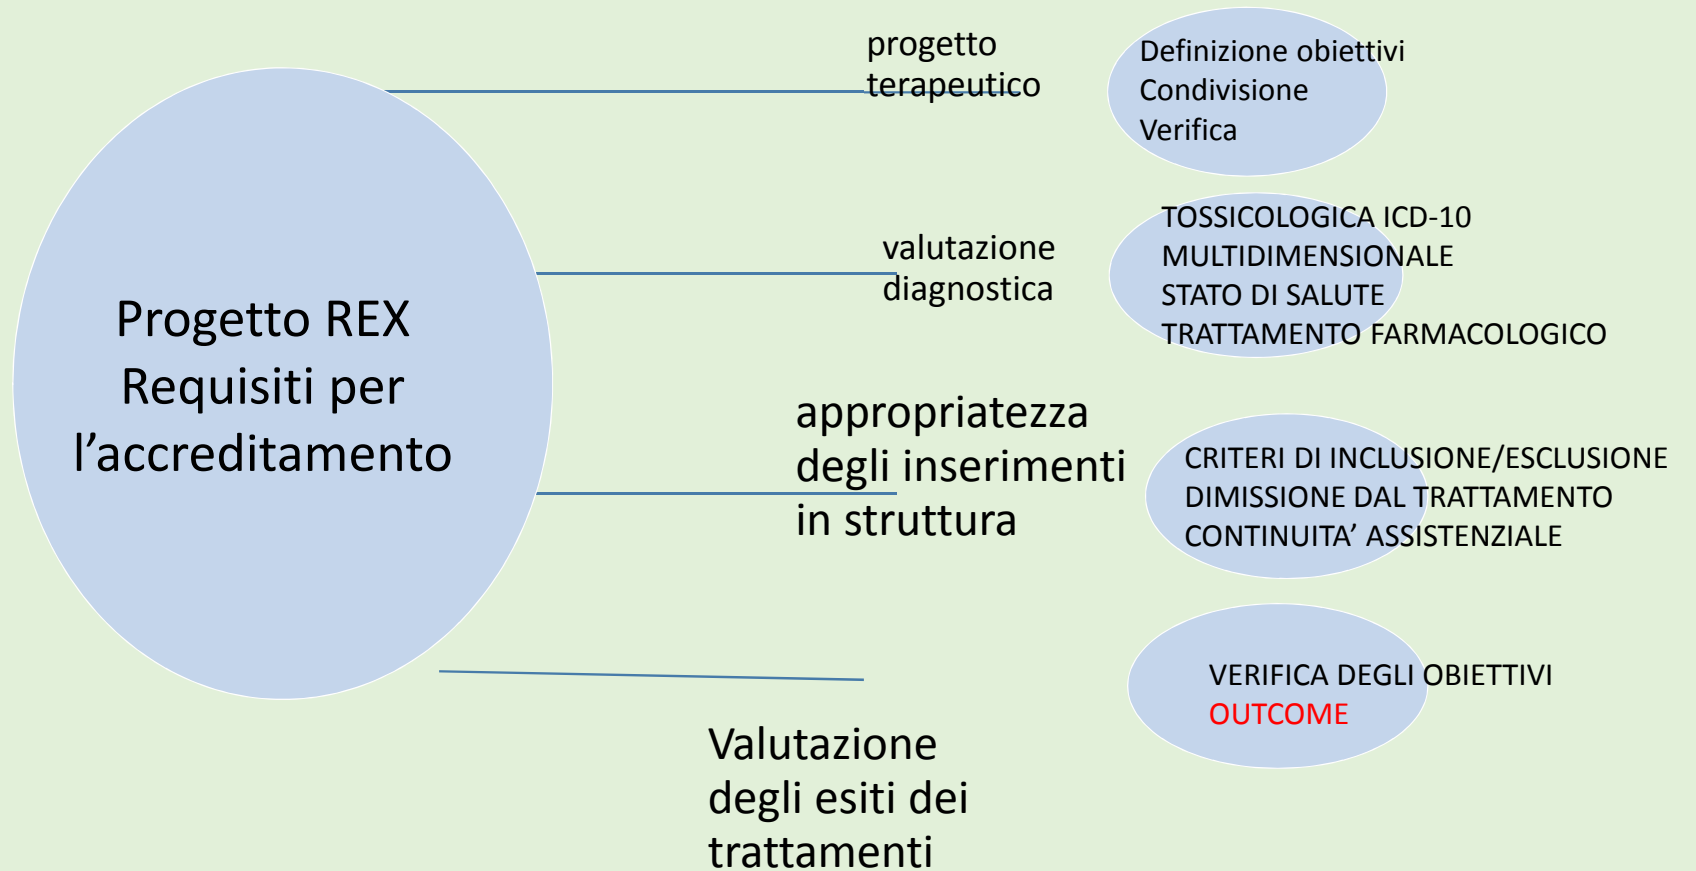 Progetto REX
Requisiti per
l’accreditamento
progetto
terapeutico
Definizione obiettivi
Condivisione
Verifica
valutazione
diagnostica
TOSSICOLOGICA ICD-10
MULTIDIMENSIONALE
STATO DI SALUTE
TRATTAMENTO FARMACOLOGICO
appropriatezza
degli inserimenti
in struttura
CRITERI DI INCLUSIONE/ESCLUSIONE
DIMISSIONE DAL TRATTAMENTO
CONTINUITA’ ASSISTENZIALE
Valutazione
degli esiti dei
trattamenti
VERIFICA DEGLI OBIETTIVI
OUTCOME